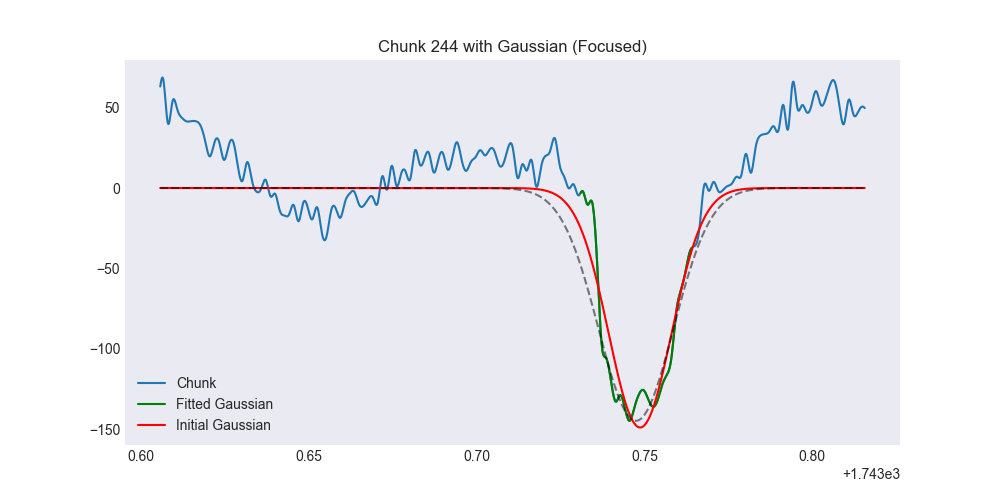 Chunk 244 with Gaussian (Focused)
50
0
−50
−100
−150
Chunk
Fitted Gaussian
Initial Gaussian
0.60 0.65 0.70 0.75 0.80
+1.743e3